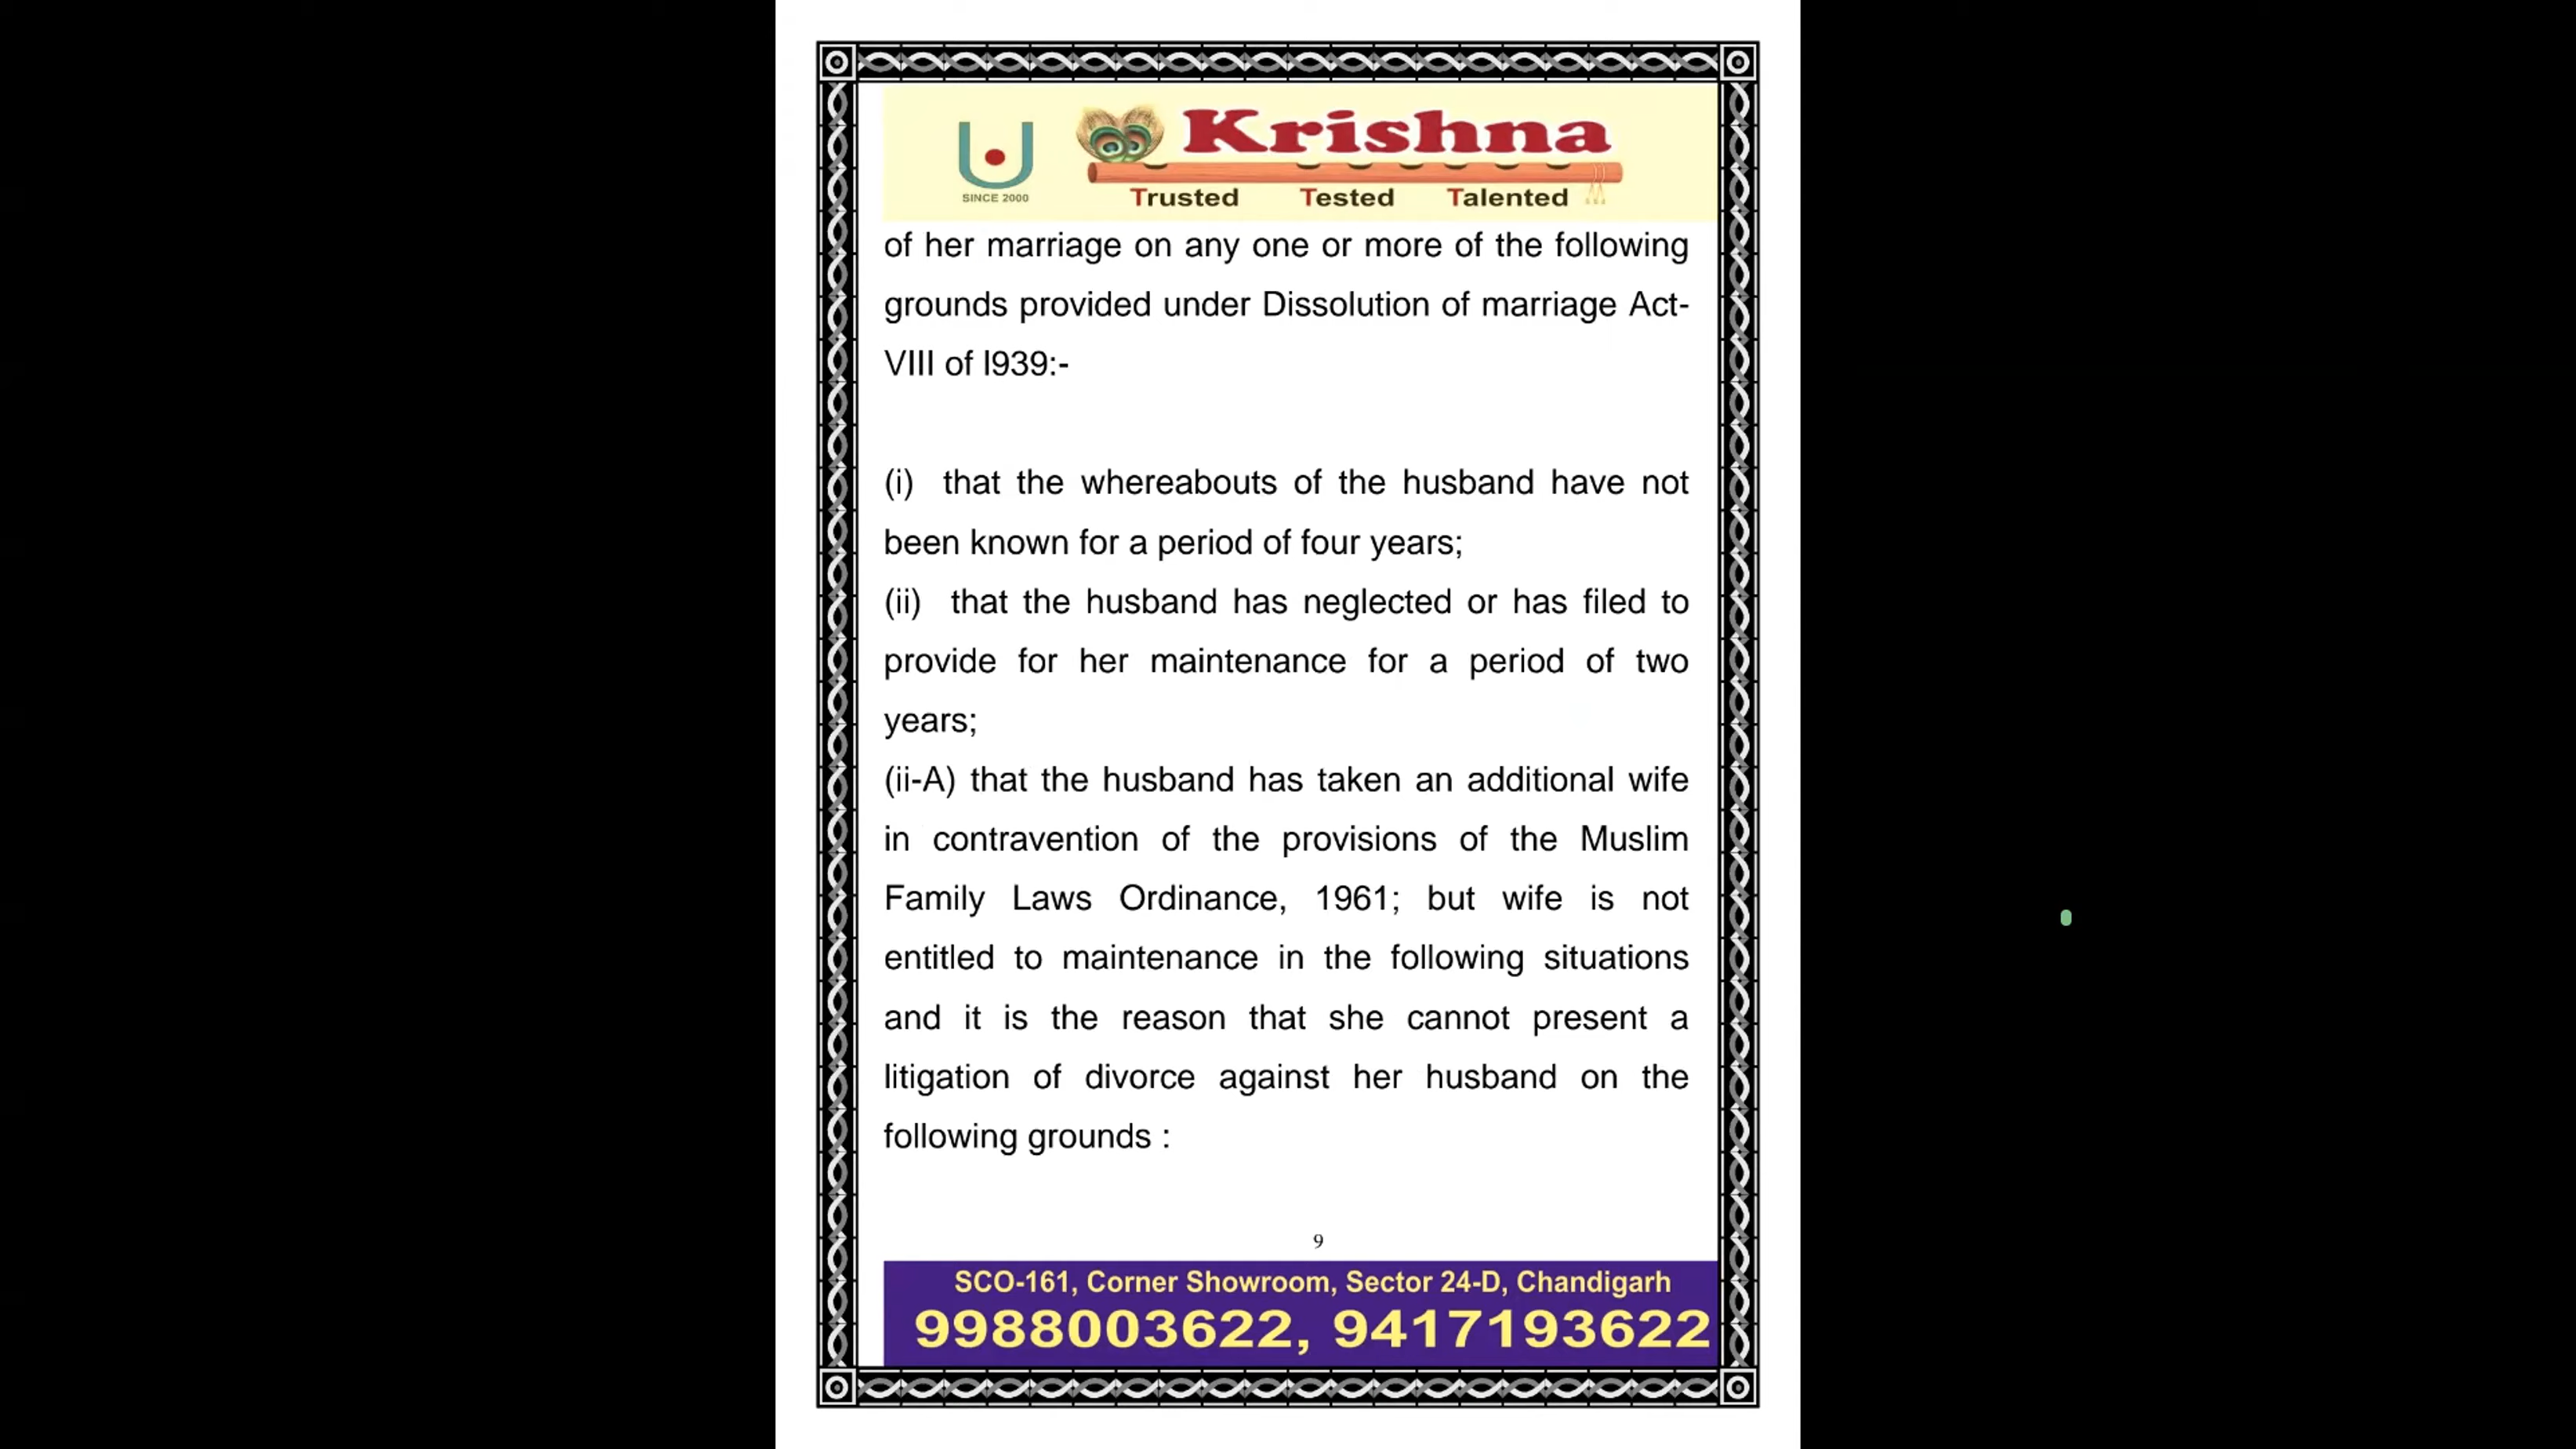 U
SINCE 2000
Krishna
Trusted Tested Talented
of her marriage on any one or more of the following
grounds provided under Dissolution of marriage Act-
VIII of I939:-
(i) that the whereabouts of the husband have not
been known for a period of four years;
(ii) that the husband has neglected or has filed to
provide for her maintenance for a period of two
years;
(ii-A) that the husband has taken an additional wife
in contravention of the provisions of the Muslim
Family Laws Ordinance, 1961; but wife is not
entitled to maintenance in the following situations
and it is the reason that she cannot present a
litigation of divorce against her husband on the
following grounds :
9
SCO-161, Corner Showroom, Sector 24-D, Chandigarh
9988003622, 9417193622